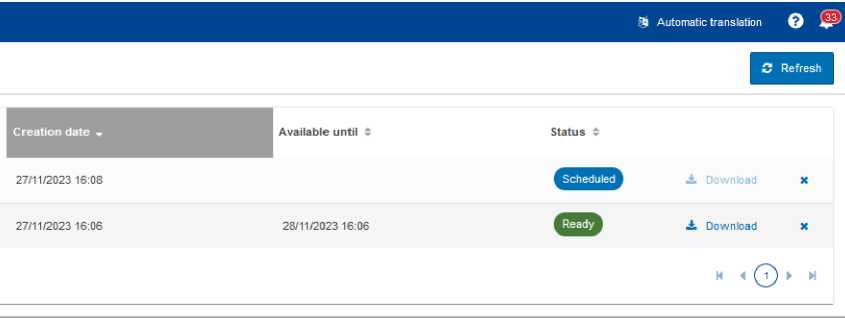 Automatic translation ? 33
Refresh
Creation date Available until Status
27/11/2023 16:08 Scheduled Download
27/11/2023 16:06 28/11/2023 16:06 Ready Download
1